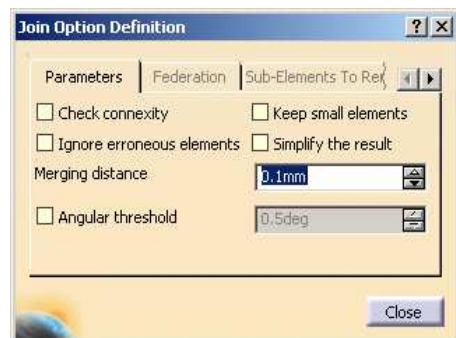 Join Option Definition
Parameters Federation Sub-Elements To
Check connexity Keep small elements
Ignore erroneous elements Simplify the result
Merging distance 0.1mm
Angular threshold 0.5deg
Close